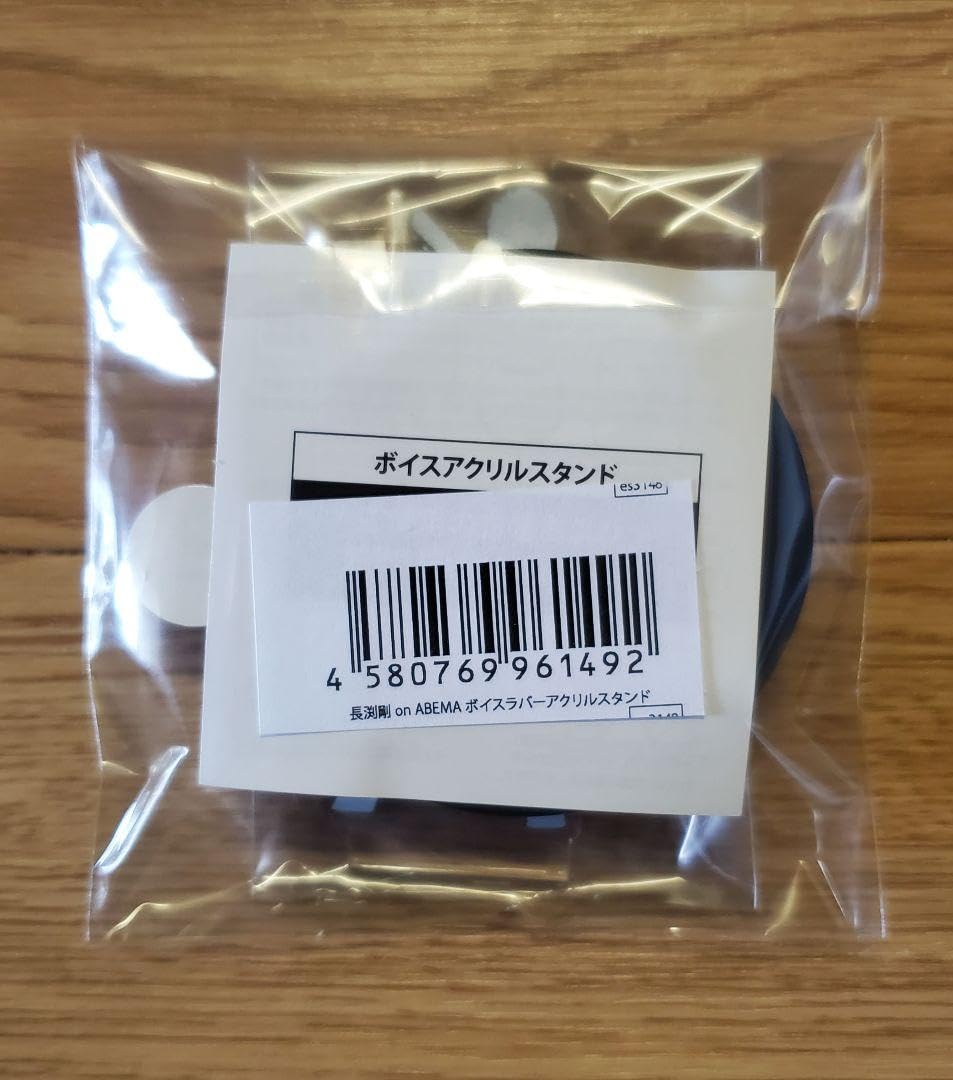 ボイスアクリルスタンド
es3148
4 580769 961492
長渕剛 on ABEMA ボイスラバーアクリルスタンド